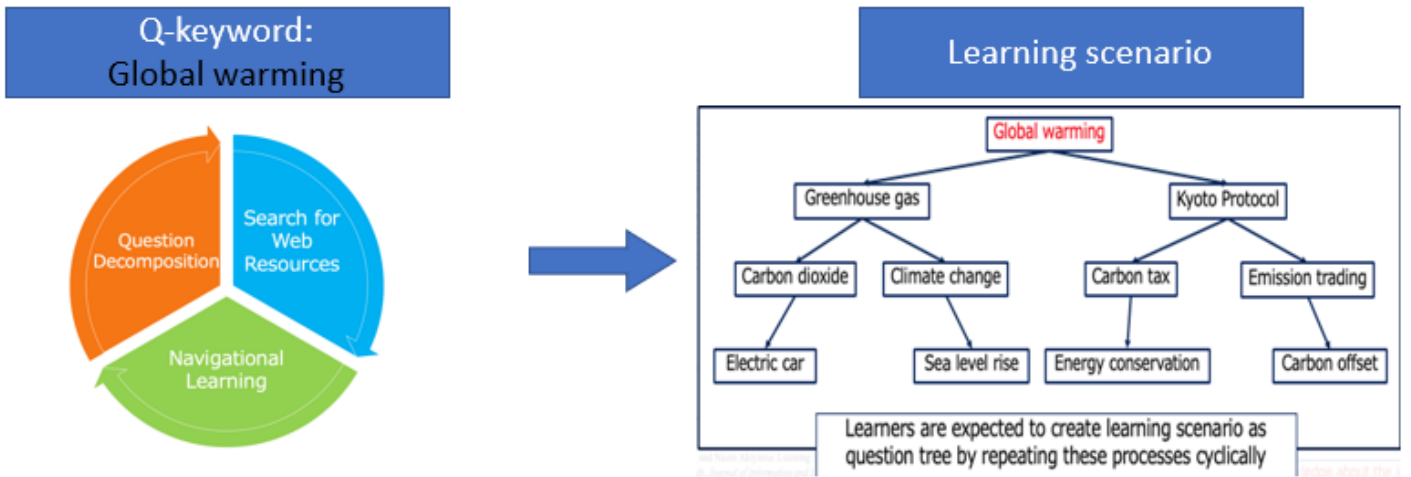 Q-keyword:
Global warming
Learning scenario
Question
Decomposition
Search for
Web
Resources
Navigational
Learning
Global warming
Greenhouse gas
Kyoto Protocol
Carbon dioxide
Climate change
Carbon tax
Emission trading
Electric car
Sea level rise
Energy conservation
Carbon offset
Learners are expected to create learning scenario as
question tree by repeating these processes cyclically